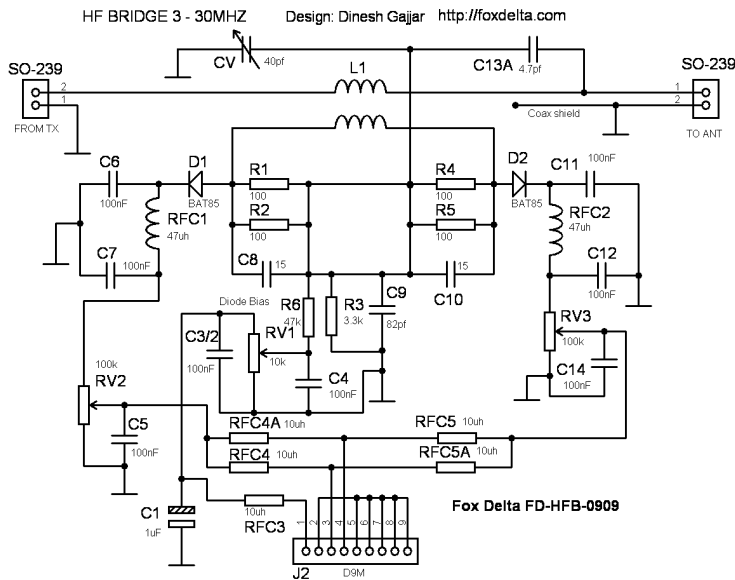 HF BRIDGE 3 - 30MHZ Design: Dinesh Gajjar http://foxdelta.com
CV
40pf
C13A
4.7pf
SO-239
2
1
FROM TX
L1
SO-239
1
2
TO ANT
Coax shield
C6
100nF
D1
BAT85
R1
100
R4
100
D2
BAT85
C11
100nF
RFC1
47uh
R2
100
R5
100
RFC2
47uh
C7
100nF
C8
15
C10
15
C12
100nF
Diode Bias
R6
47k
R3
3.3k
C9
82pf
C3/2
100nF
RV1
10k
C4
100nF
RV3
100k
C14
100nF
100k
RV2
C5
100nF
RFC4A 10uh
RFC5 10uh
RFC4 10uh
RFC5A 10uh
C1
1uF
10uh
RFC3
1 2 3 4 5 6 7 8 9
J2
D9M
Fox Delta FD-HFB-0909